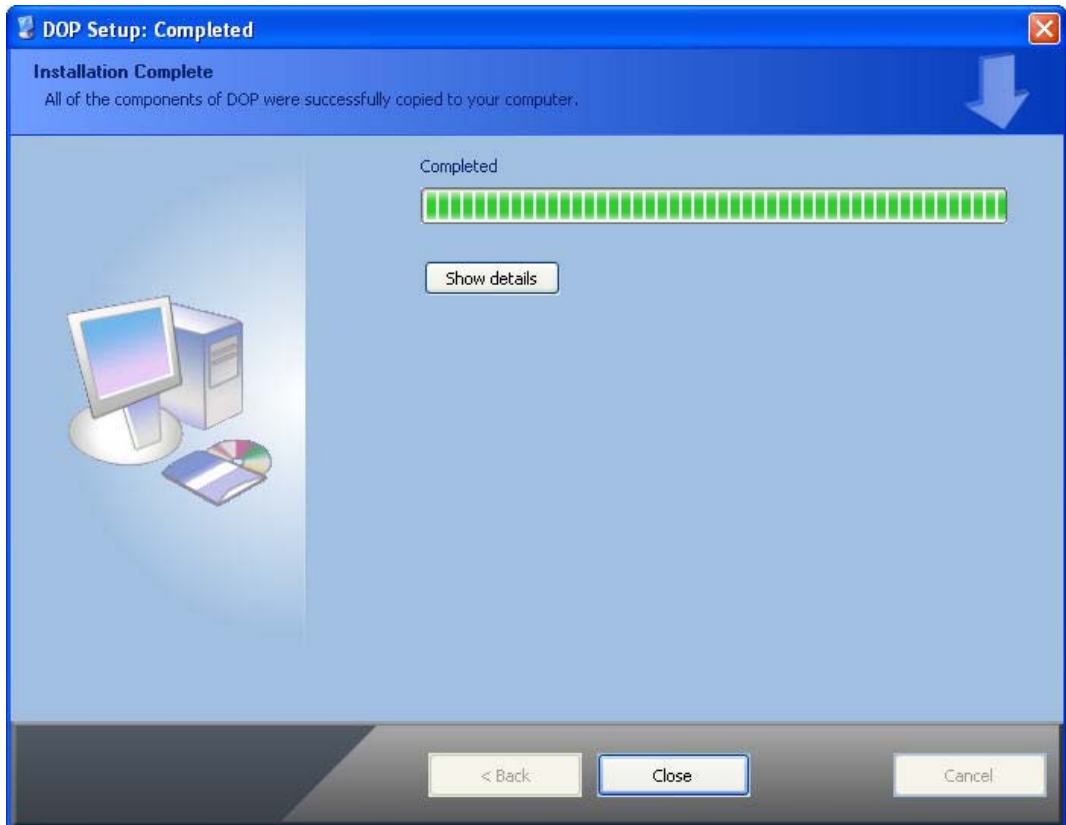 DOP Setup: Completed
Installation Complete
All of the components of DOP were successfully copied to your computer.
Completed
Show details
< Back
Close
Cancel